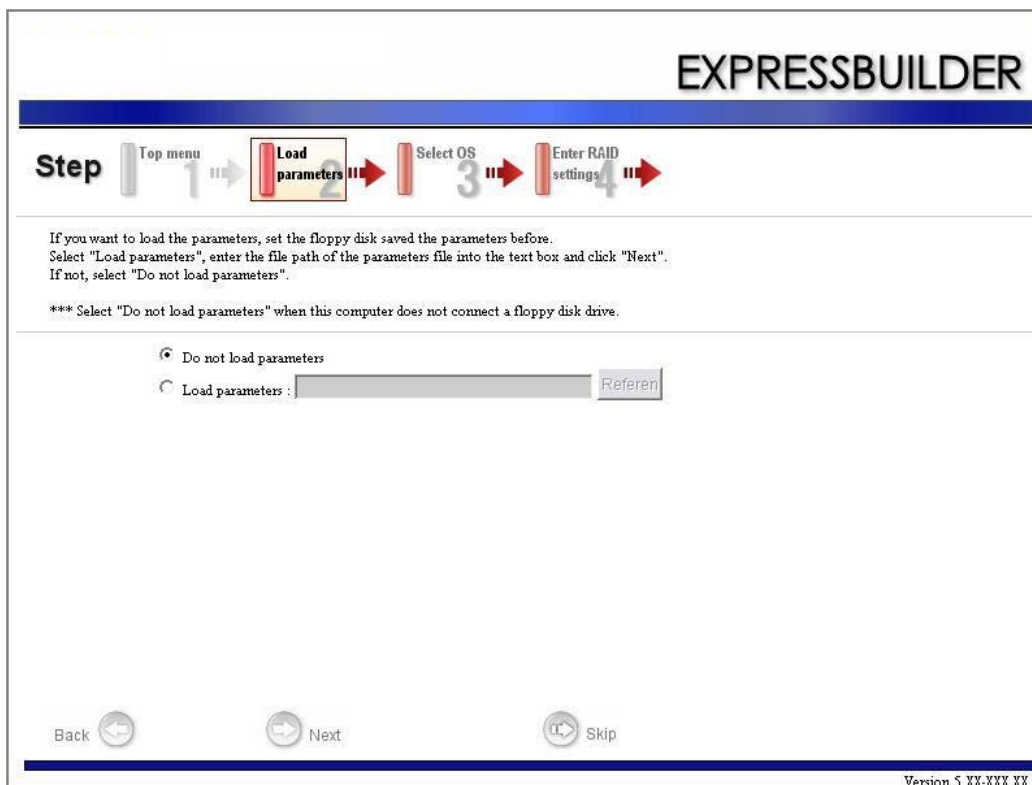 EXPRESSBUILDER
Step
Top menu
1
Load
parameters
2
Select OS
3
Enter RAID
settings
4
If you want to load the parameters, set the floppy disk saved the parameters before.
Select "Load parameters", enter the file path of the parameters file into the text box and click "Next".
If not, select "Do not load parameters".
*** Select "Do not load parameters" when this computer does not connect a floppy disk drive.
Do not load parameters
Load parameters :
Referen
Back
Next
Skip
Version 5.XX-XXX.XX